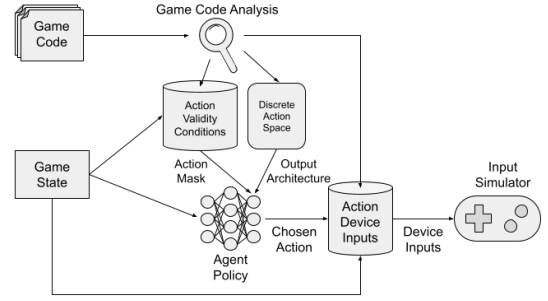 Game Code Analysis
Game
Code
Action
Validity
Conditions
Discrete
Action
Space
Action
Mask
Output
Architecture
Game
State
Agent
Policy
Chosen
Action
Action
Device
Inputs
Device
Inputs
Input
Simulator